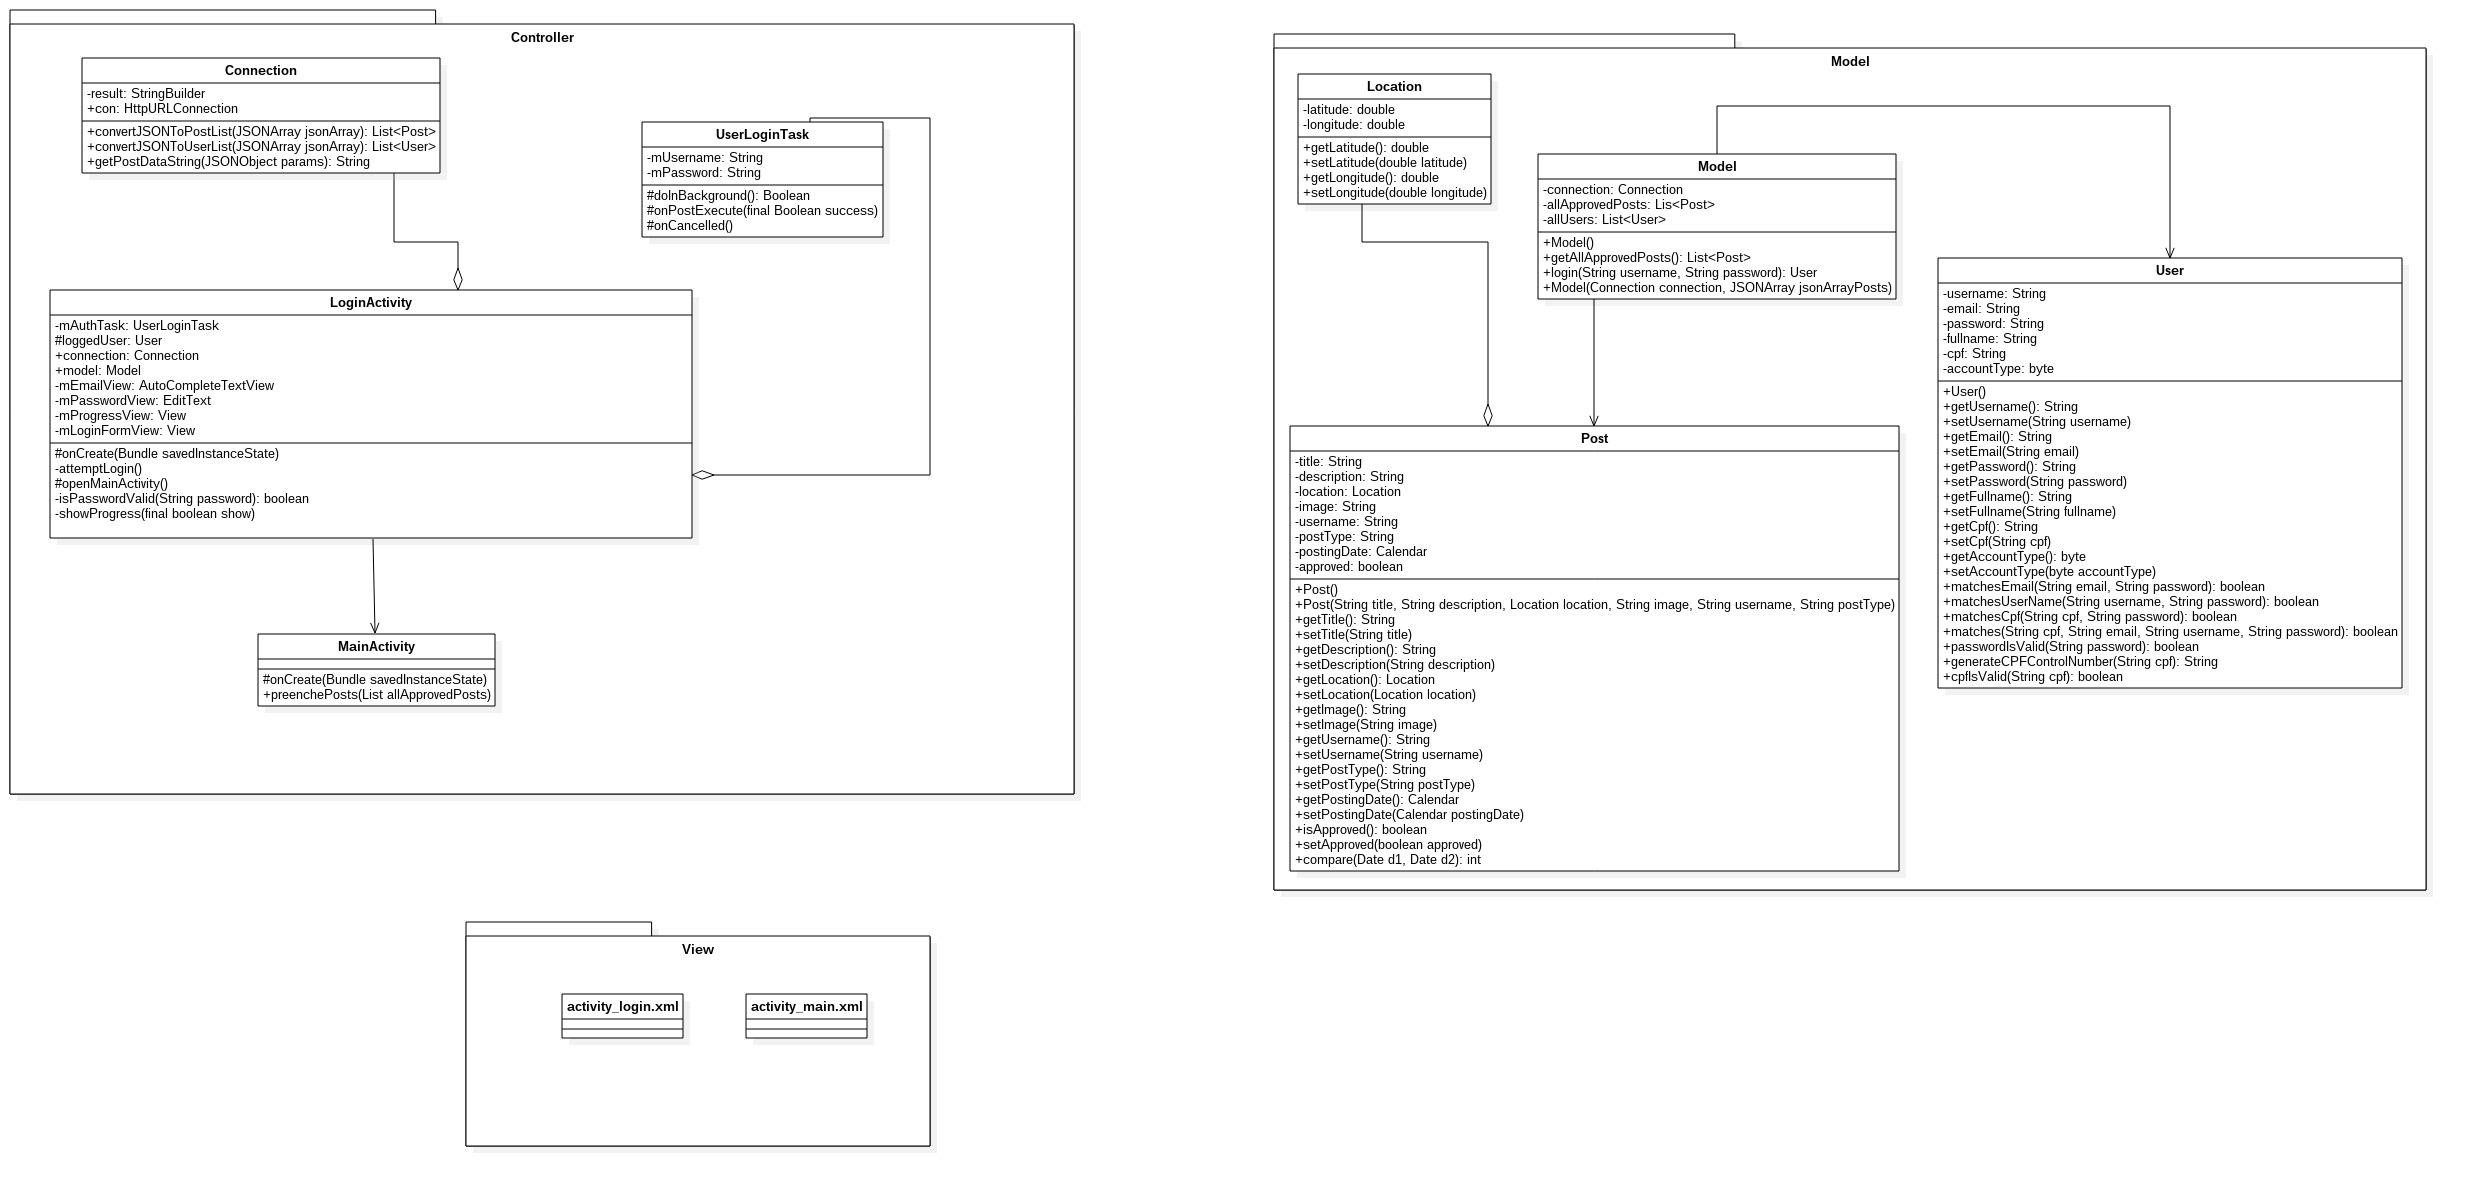 Controller
Connection
-result: StringBuilder
+con: HttpURLConnection
+convertJSONToPostList(JSONArray jsonArray): List<Post>
+convertJSONToUserList(JSONArray jsonArray): List<User>
+getPostDataString(JSONObject params): String
UserLoginTask
-mUsername: String
-mPassword: String
#doInBackground(): Boolean
#onPostExecute(final Boolean success)
#onCancelled()
LoginActivity
-mAuthTask: UserLoginTask
#loggedUser: User
+connection: Connection
+model: Model
-mEmailView: AutoCompleteTextView
-mPasswordView: EditText
-mProgressView: View
-mLoginFormView: View
#onCreate(Bundle savedInstanceState)
-attemptLogin()
#openMainActivity()
-isPasswordValid(String password): boolean
-showProgress(final boolean show)
MainActivity
#onCreate(Bundle savedInstanceState)
+preenchePosts(List allApprovedPosts)
Model
Location
-latitude: double
-longitude: double
+getLatitude(): double
+setLatitude(double latitude)
+getLongitude(): double
+setLongitude(double longitude)
Model
-connection: Connection
-allApprovedPosts: Lis<Post>
-allUsers: List<User>
+Model()
+getAllApprovedPosts(): List<Post>
+login(String username, String password): User
+Model(Connection connection, JSONArray jsonArrayPosts)
User
-username: String
-email: String
-password: String
-fullname: String
-cpf: String
-accountType: byte
+User()
+getUsername(): String
+setUsername(String username)
+getEmail(): String
+setEmail(String email)
+getPassword(): String
+setPassword(String password)
+getFullname(): String
+setFullname(String fullname)
+getCpf(): String
+setCpf(String cpf)
+getAccountType(): byte
+setAccountType(byte accountType)
+matchesEmail(String email, String password): boolean
+matchesUserName(String username, String password): boolean
+matchesCpf(String cpf, String password): boolean
+matches(String cpf, String email, String username, String password): boolean
+passwordIsValid(String password): boolean
+generateCPFControlNumber(String cpf): String
+cpfIsValid(String cpf): boolean
Post
-title: String
-description: String
-location: Location
-image: String
-username: String
-postType: String
-postingDate: Calendar
-approved: boolean
+Post()
+Post(String title, String description, Location location, String image, String username, String postType)
+getTitle(): String
+setTitle(String title)
+getDescription(): String
+setDescription(String description)
+getLocation(): Location
+setLocation(Location location)
+getImage(): String
+setImage(String image)
+getUsername(): String
+setUsername(String username)
+getPostType(): String
+setPostType(String postType)
+getPostingDate(): Calendar
+setPostingDate(Calendar postingDate)
+isApproved(): boolean
+setApproved(boolean approved)
+compare(Date d1, Date d2): int
View
activity_login.xml
activity_main.xml